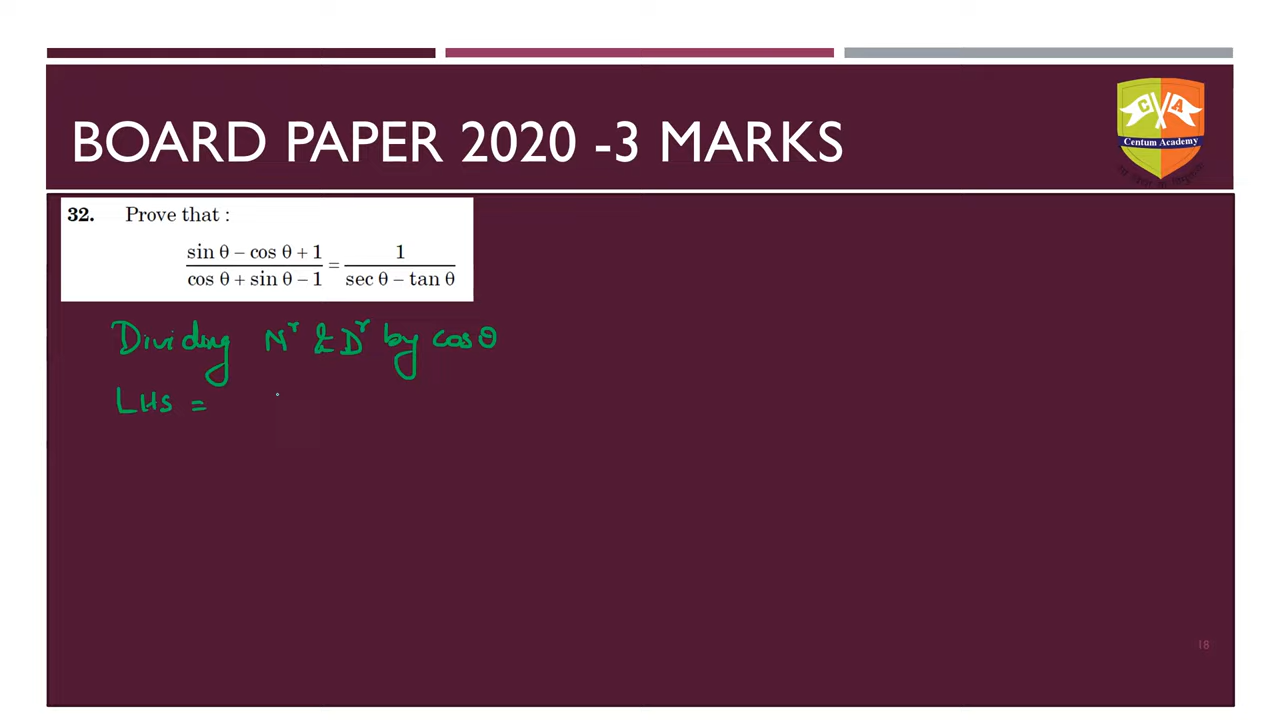 BOARD PAPER 2020 -3 MARKS
C A
Centum Academy
32. Prove that :
sin θ – cos θ + 1 / cos θ + sin θ – 1 = 1 / sec θ – tan θ
Dividing Nʳ & Dʳ by cos θ
LHS =
18